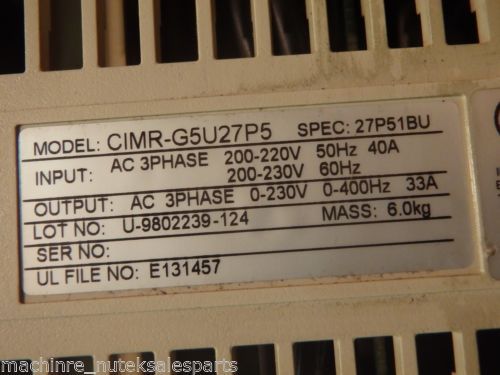 MODEL: CIMR-G5U27P5 SPEC: 27P51BU
INPUT: AC 3PHASE 200-220V 50Hz 40A
200-230V 60Hz
OUTPUT: AC 3PHASE 0-230V 0-400Hz 33A
LOT NO: U-9802239-124 MASS: 6.0kg
SER NO:
UL FILE NO: E131457
machinre_nuteksalesparts